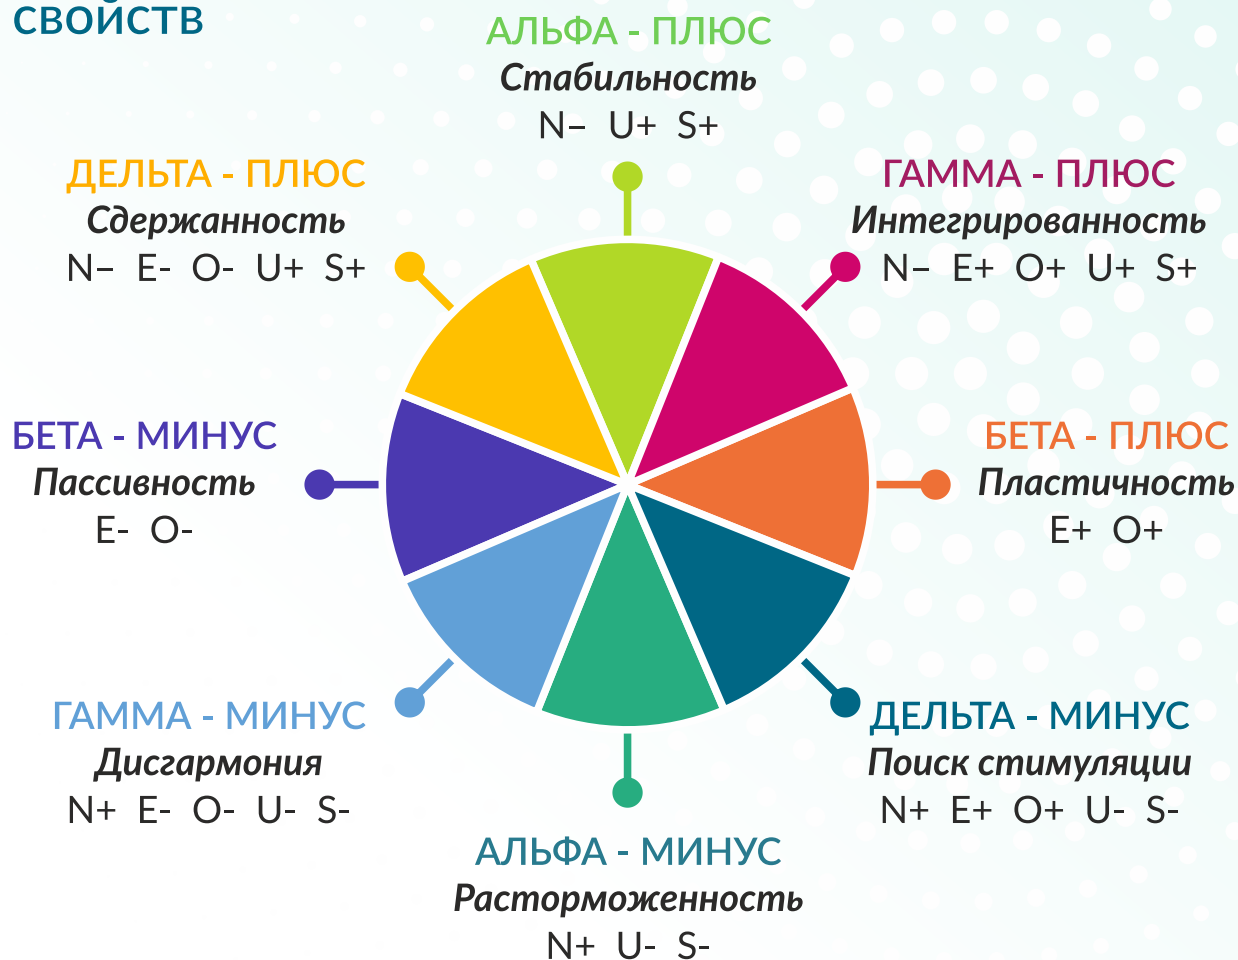 СВОЙСТВ
АЛЬФА - ПЛЮС
Стабильность
N– U+ S+
ДЕЛЬТА - ПЛЮС
Сдержанность
N– E- O- U+ S+
ГАММА - ПЛЮС
Интегрированность
N– E+ O+ U+ S+
БЕТА - МИНУС
Пассивность
E- O-
БЕТА - ПЛЮС
Пластичность
E+ O+
ГАММА - МИНУС
Дисгармония
N+ E- O- U- S-
ДЕЛЬТА - МИНУС
Поиск стимуляции
N+ E+ O+ U- S-
АЛЬФА - МИНУС
Расторможенность
N+ U- S-